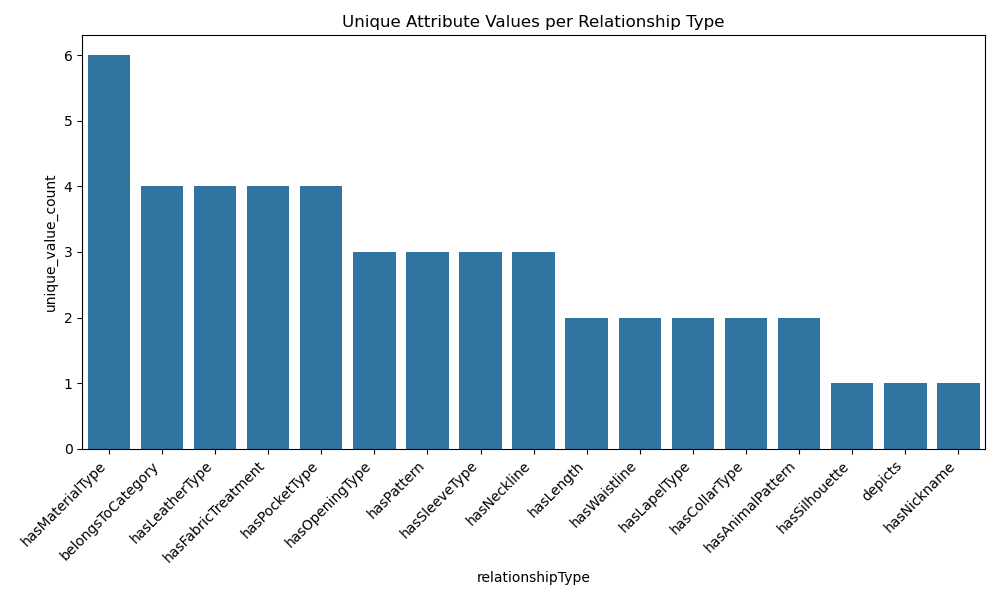 Unique Attribute Values per Relationship Type
unique_value_count
6
5
4
3
2
1
0
hasMaterialType
belongsToCategory
hasLeatherType
hasFabricTreatment
hasPocketType
hasOpeningType
hasPattern
hasSleeveType
hasNeckline
hasLength
hasWaistline
hasLapelType
hasCollarType
hasAnimalPattern
hasSilhouette
depicts
hasNickname
relationshipType